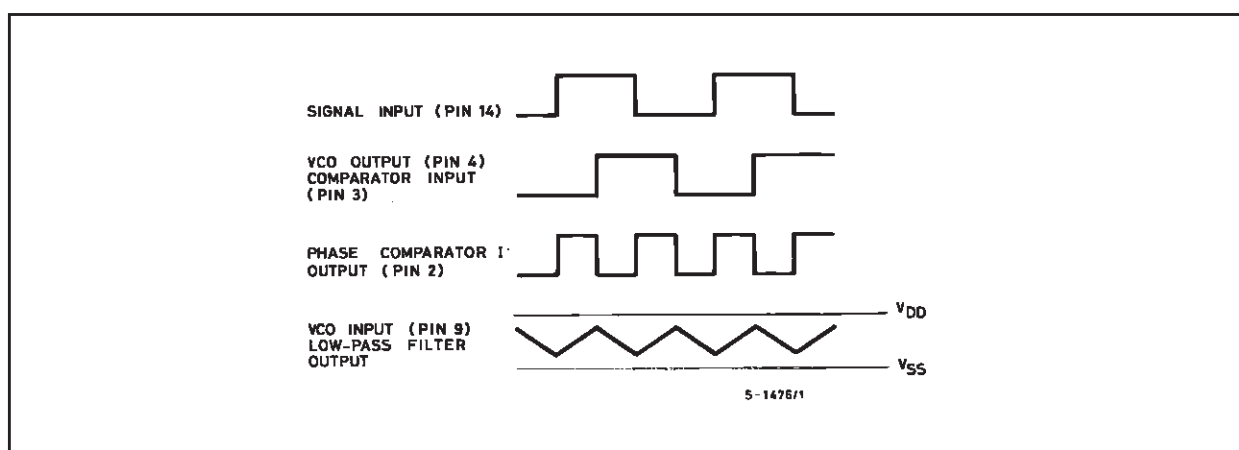 SIGNAL INPUT (PIN 14)
VCO OUTPUT (PIN 4)
COMPARATOR INPUT
(PIN 3)
PHASE COMPARATOR I
OUTPUT (PIN 2)
VDD
VCO INPUT (PIN 9)
LOW-PASS FILTER
OUTPUT
VSS
S-1476/1